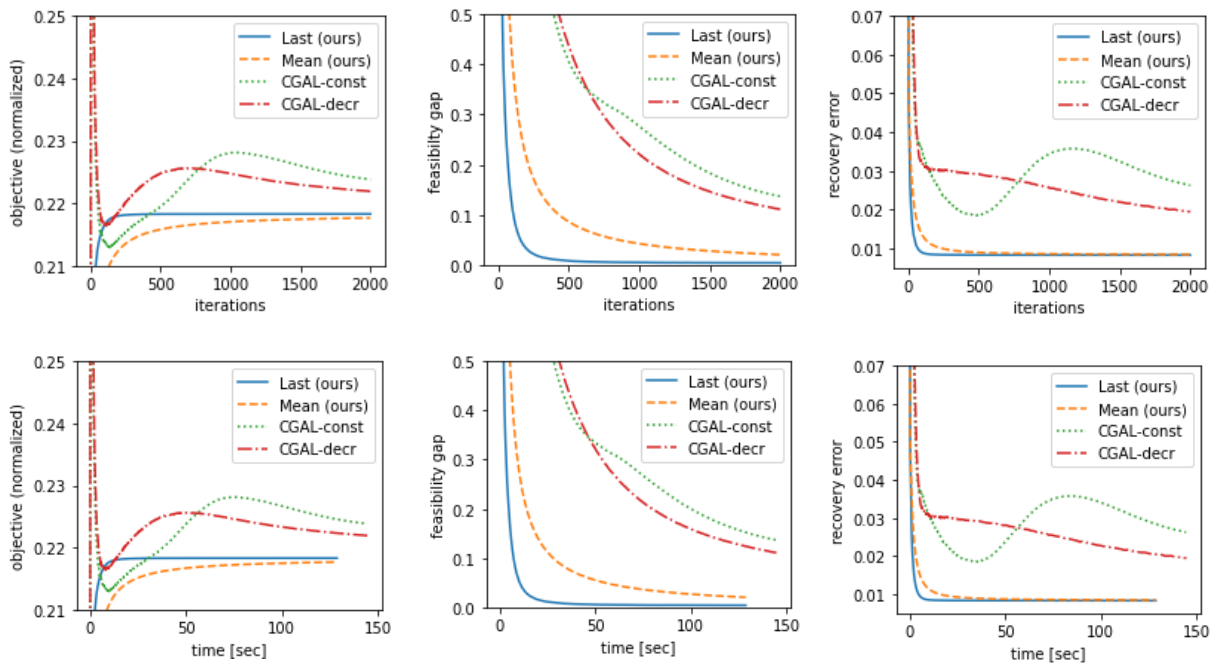 objective (normalized)
0.25
0.24
0.23
0.22
0.21
0
500
1000
1500
2000
iterations
Last (ours)
Mean (ours)
CGAL-const
CGAL-decr
feasibility gap
0.5
0.4
0.3
0.2
0.1
0.0
0
500
1000
1500
2000
iterations
Last (ours)
Mean (ours)
CGAL-const
CGAL-decr
recovery error
0.07
0.06
0.05
0.04
0.03
0.02
0.01
0
500
1000
1500
2000
iterations
Last (ours)
Mean (ours)
CGAL-const
CGAL-decr
objective (normalized)
0.25
0.24
0.23
0.22
0.21
0
50
100
150
time [sec]
Last (ours)
Mean (ours)
CGAL-const
CGAL-decr
feasibility gap
0.5
0.4
0.3
0.2
0.1
0.0
0
50
100
150
time [sec]
Last (ours)
Mean (ours)
CGAL-const
CGAL-decr
recovery error
0.07
0.06
0.05
0.04
0.03
0.02
0.01
0
50
100
150
time [sec]
Last (ours)
Mean (ours)
CGAL-const
CGAL-decr